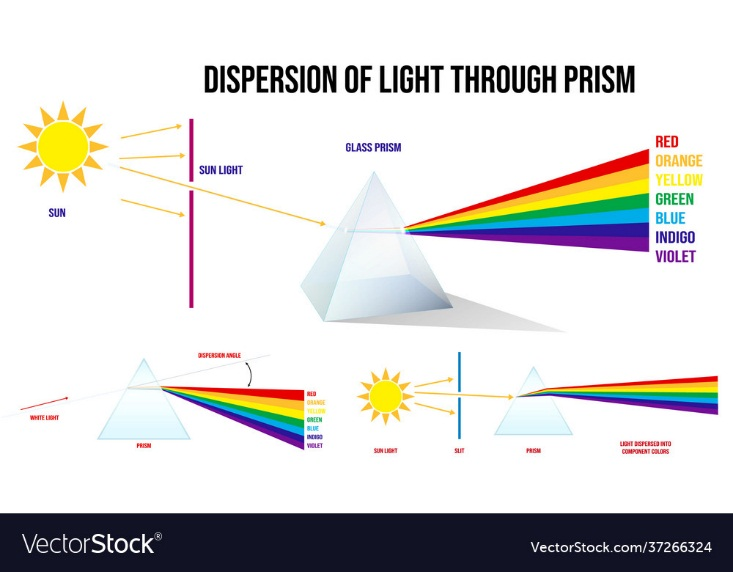 DISPERSION OF LIGHT THROUGH PRISM
SUN
SUN LIGHT
GLASS PRISM
RED
ORANGE
YELLOW
GREEN
BLUE
INDIGO
VIOLET
DISPERSION ANGLE
WHITE LIGHT
PRISM
RED
ORANGE
YELLOW
GREEN
BLUE
INDIGO
VIOLET
SUN LIGHT
SLIT
PRISM
LIGHT DISPERSED INTO
COMPONENT COLORS
VectorStock®
VectorStock.com/37266324